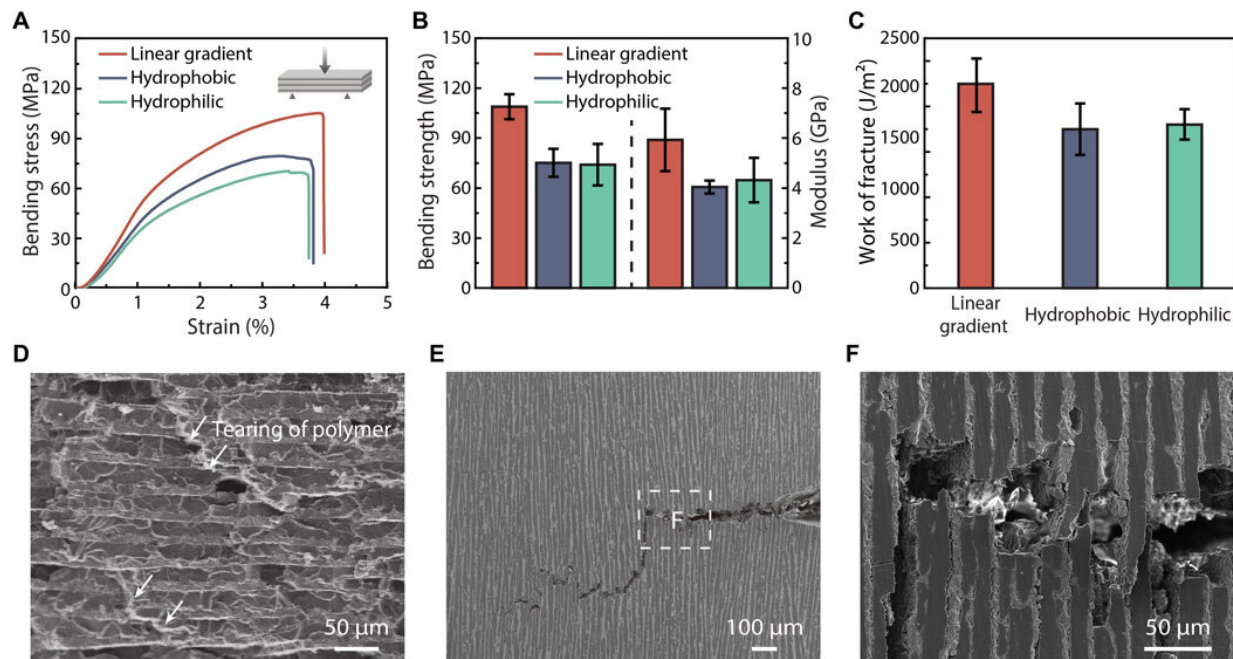 A
Bending stress (MPa)
150
120
90
60
30
0
Linear gradient
Hydrophobic
Hydrophilic
0 1 2 3 4 5
Strain (%)
B
Bending strength (MPa)
150
120
90
60
30
0
Linear gradient
Hydrophobic
Hydrophilic
10
8
6
4
2
0
Modulus (GPa)
C
Work of fracture (J/m²)
2500
2000
1500
1000
500
0
Linear
gradient
Hydrophobic
Hydrophilic
D
Tearing of polymer
50 µm
E
F
100 µm
F
50 µm